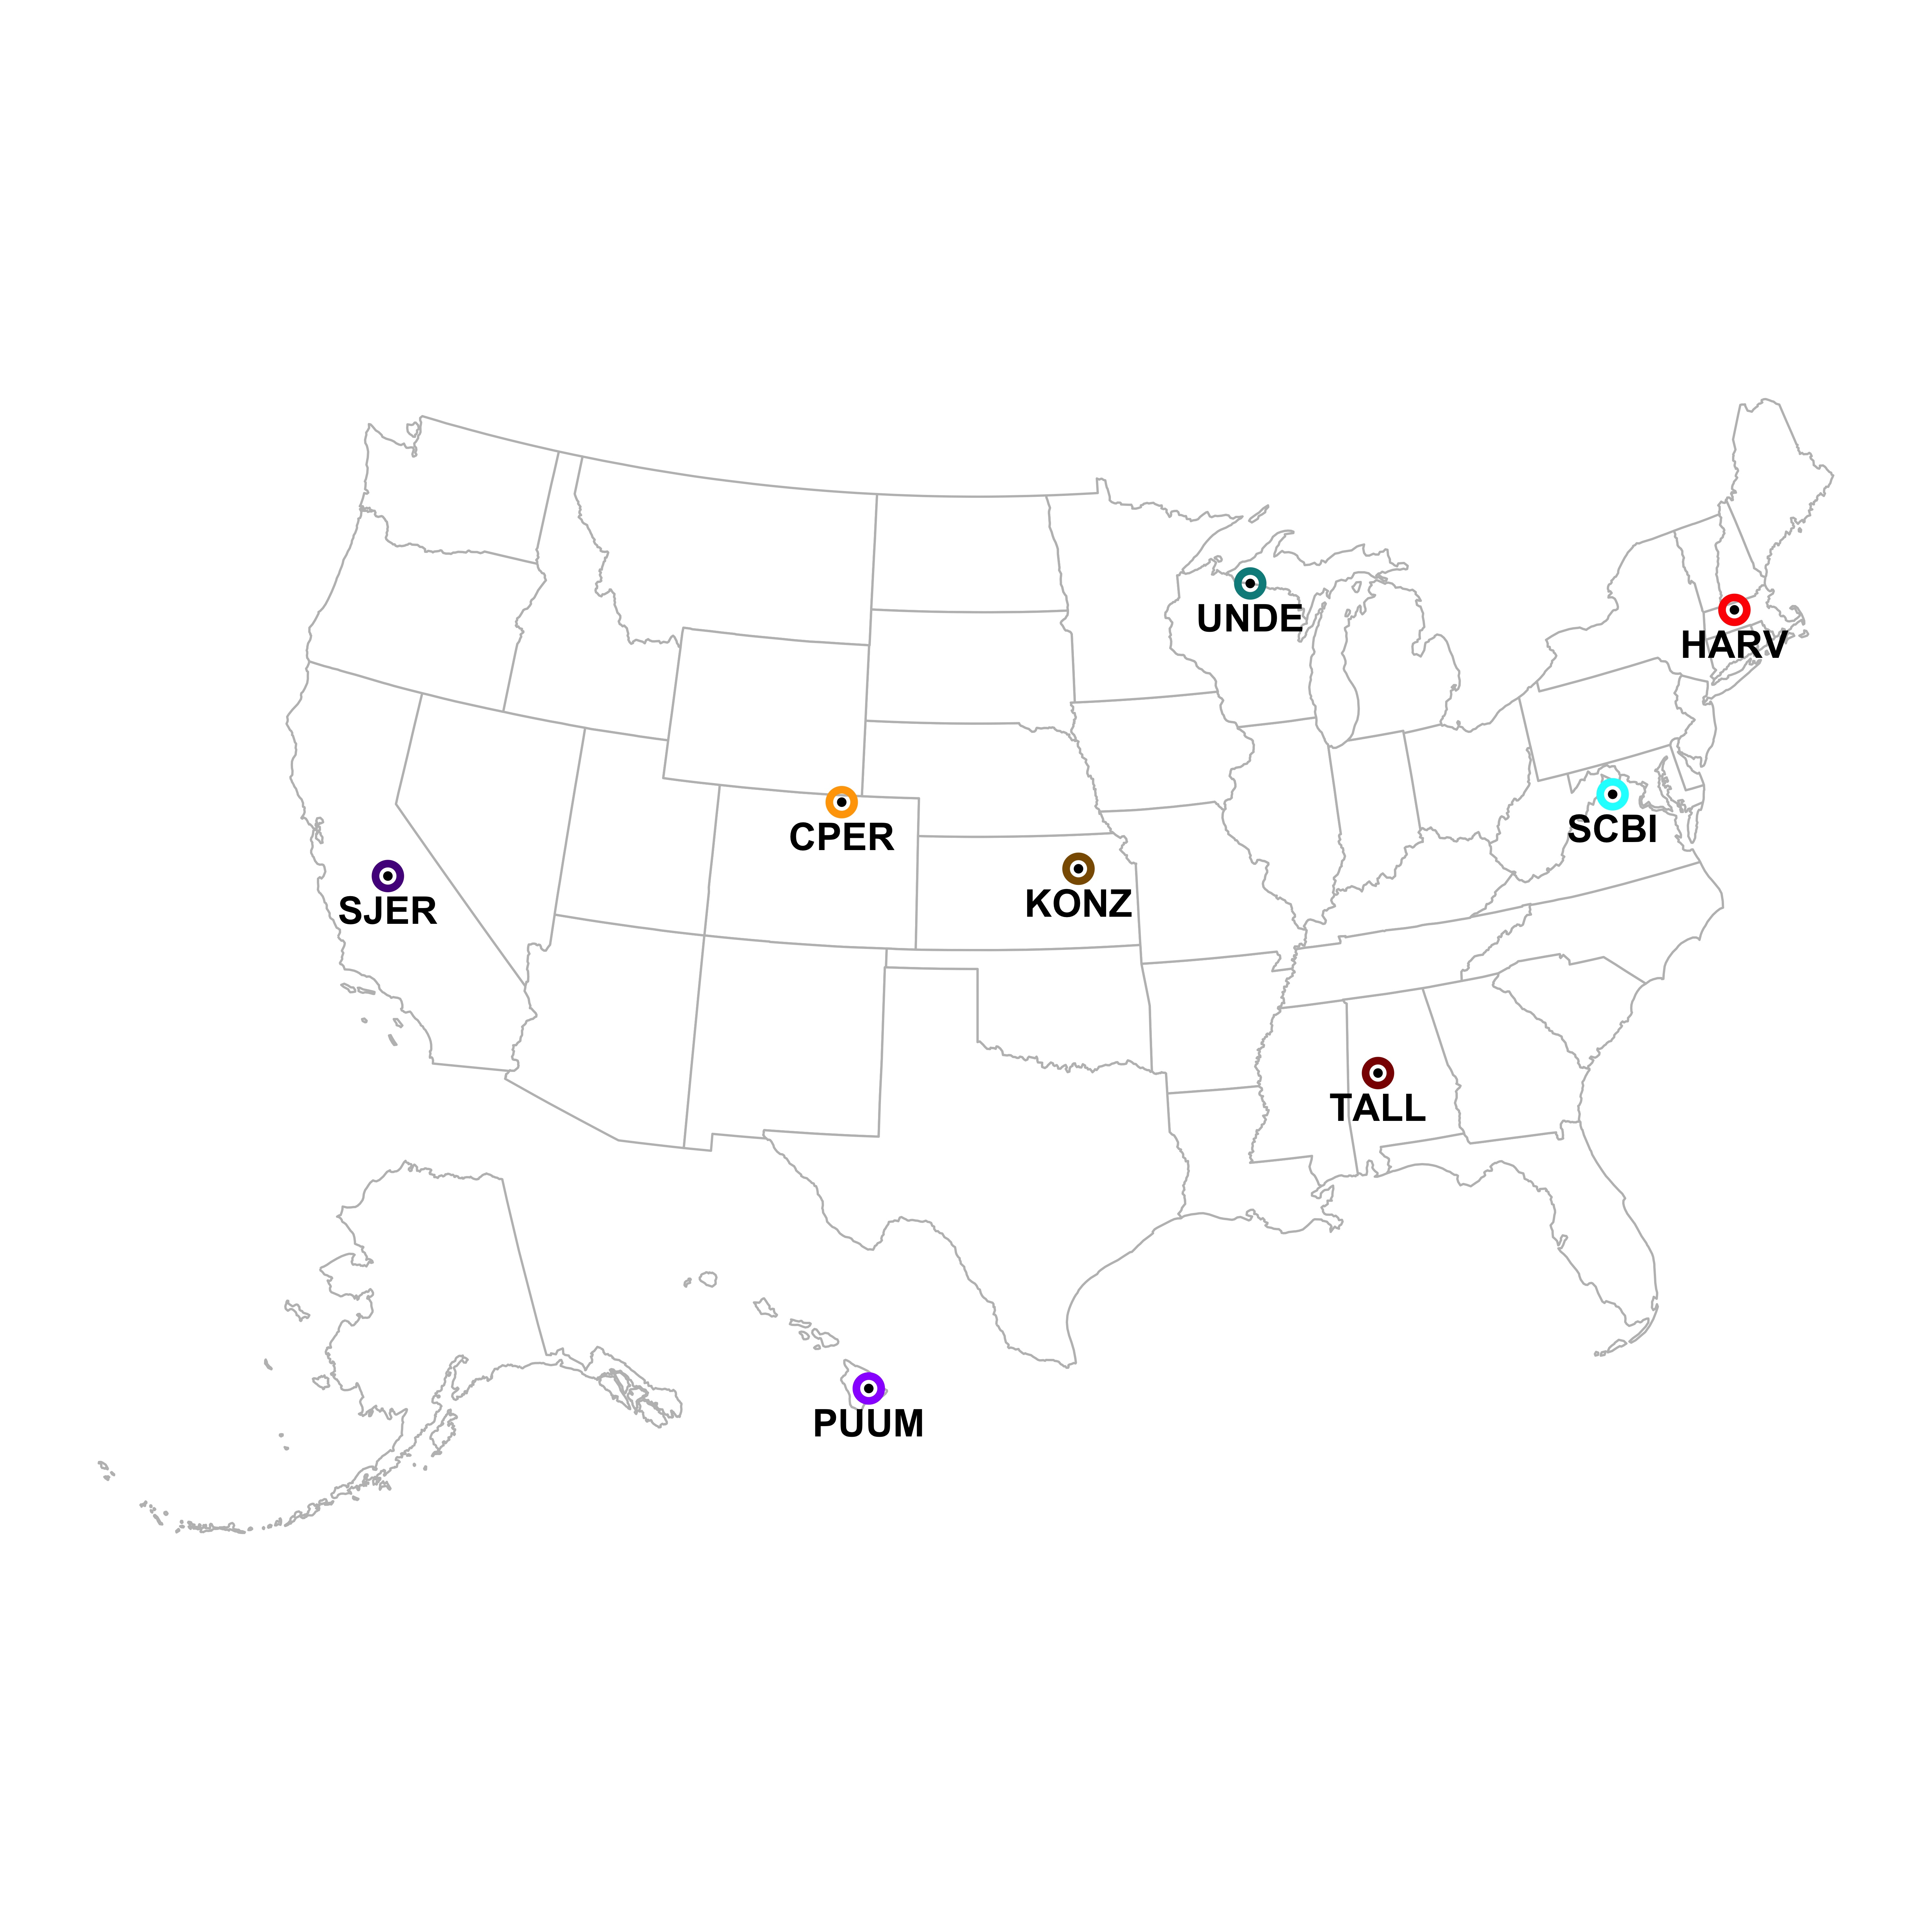 UNDE
HARV
CPER
SCBI
KONZ
SJER
TALL
PUUM